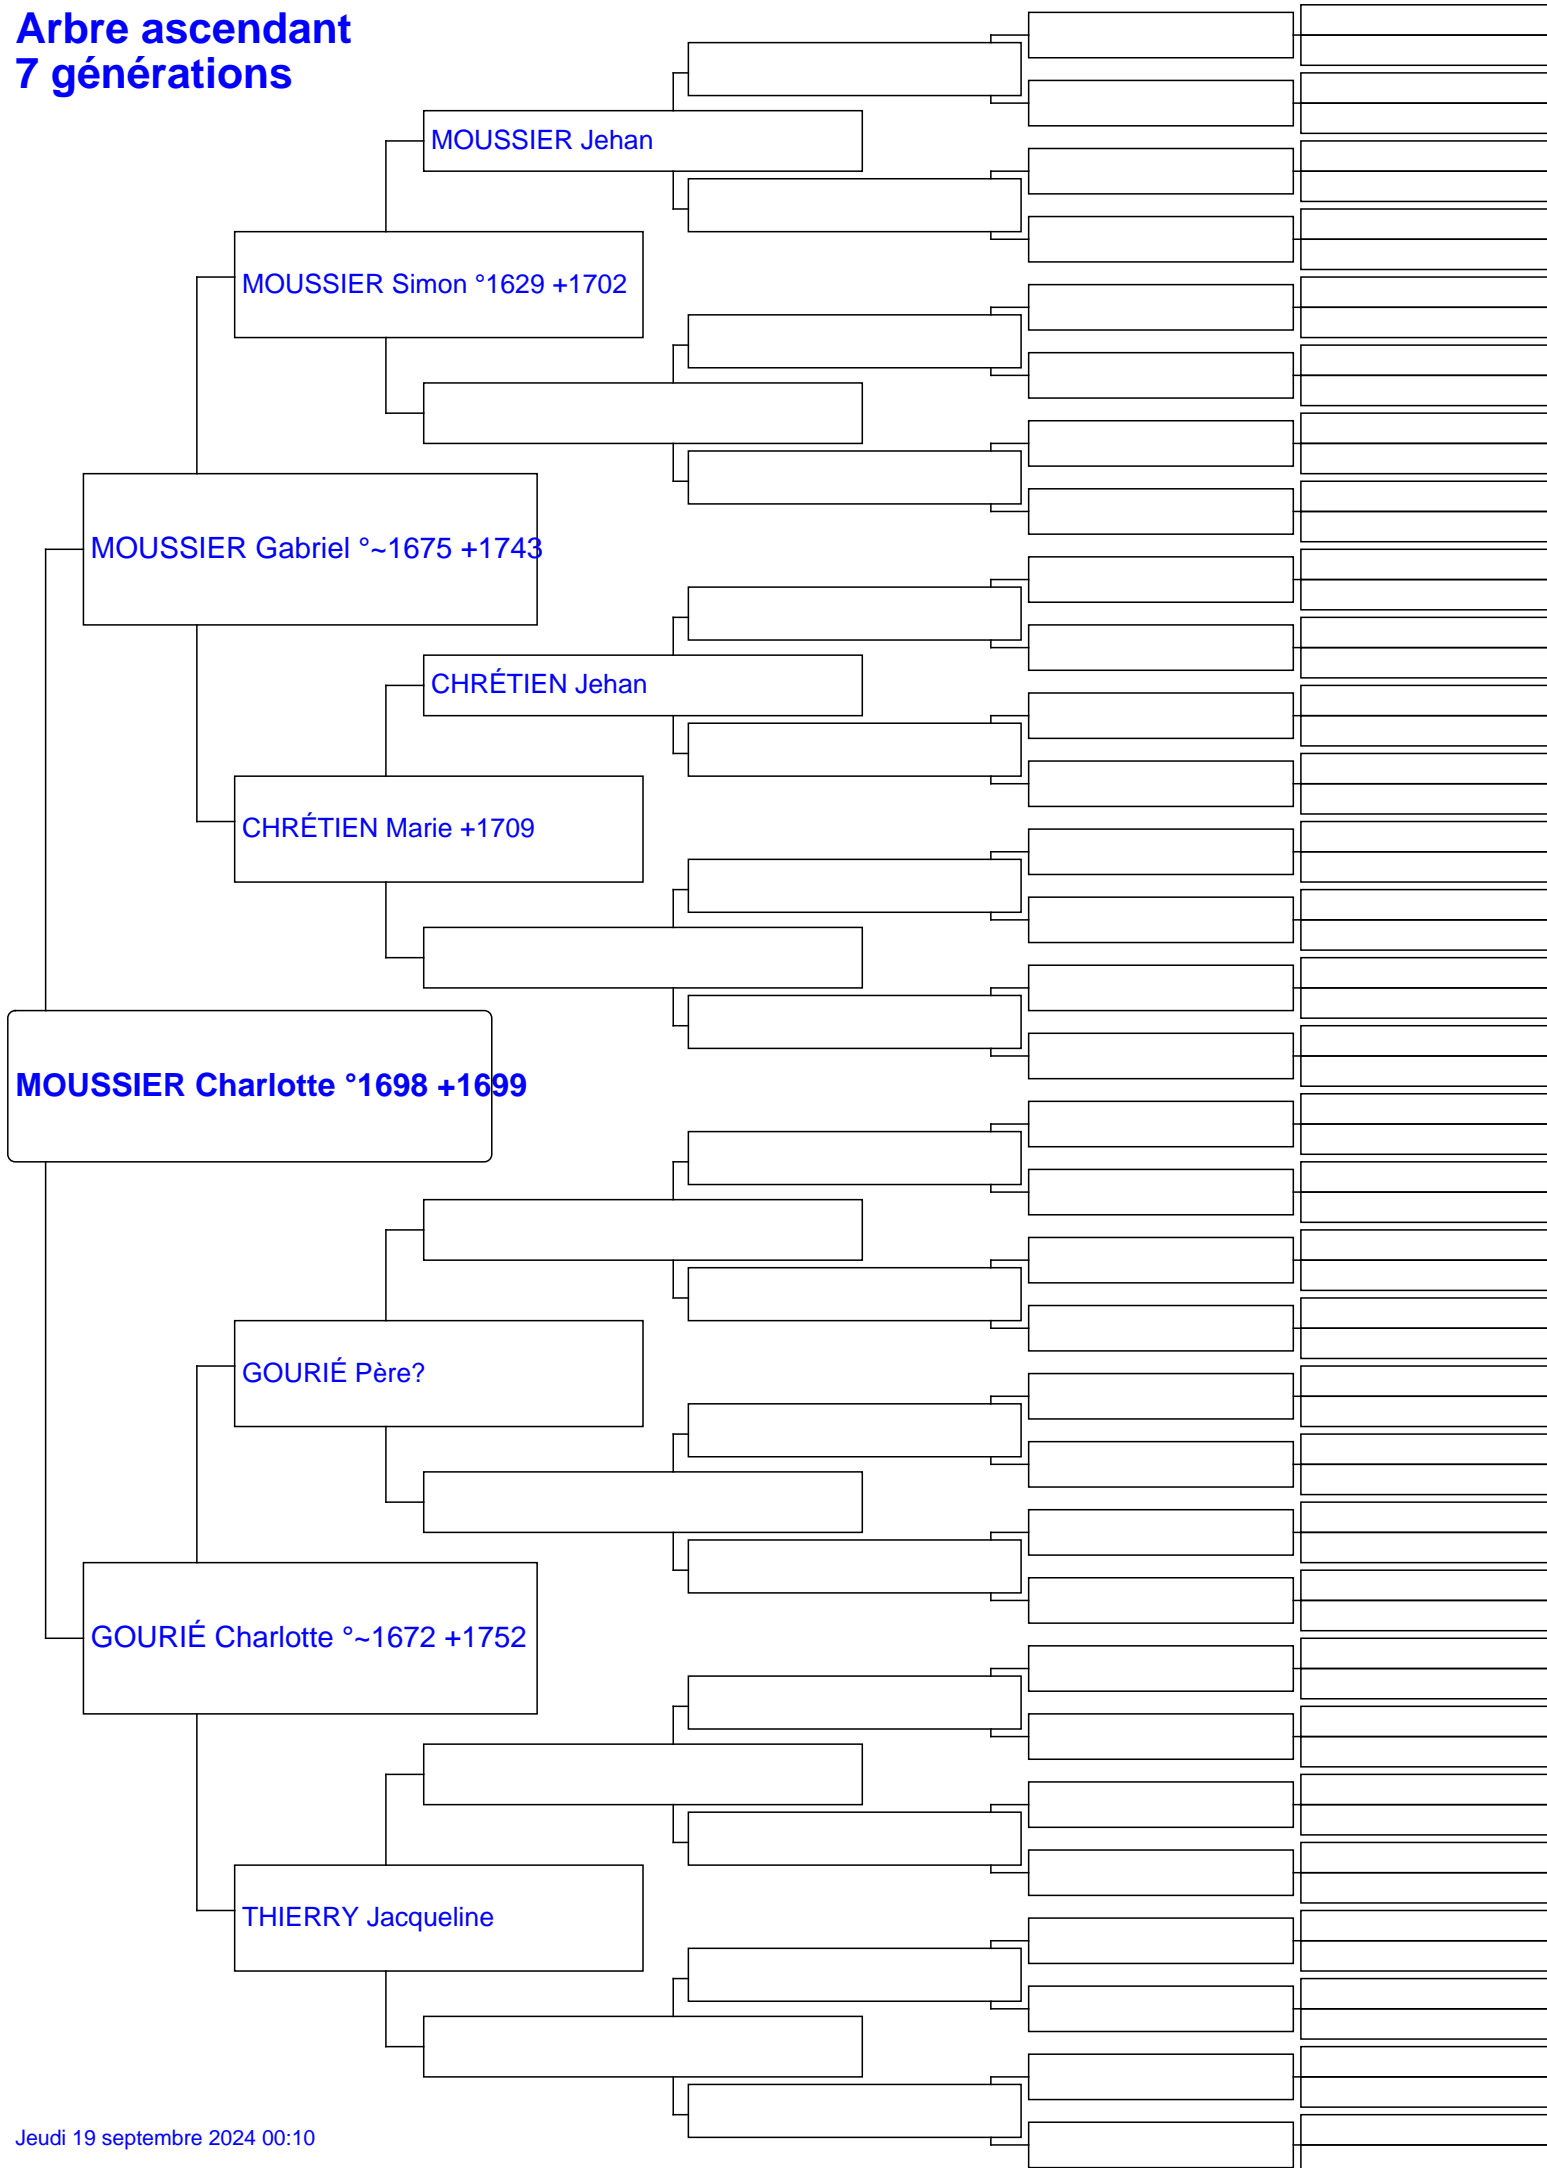 Arbre ascendant
7 générations
MOUSSIER Jehan
MOUSSIER Simon °1629 +1702
MOUSSIER Gabriel °~1675 +1743
CHRÉTIEN Jehan
CHRÉTIEN Marie +1709
MOUSSIER Charlotte °1698 +1699
GOURIÉ Père?
GOURIÉ Charlotte °~1672 +1752
THIERRY Jacqueline
Jeudi 19 septembre 2024 00:10